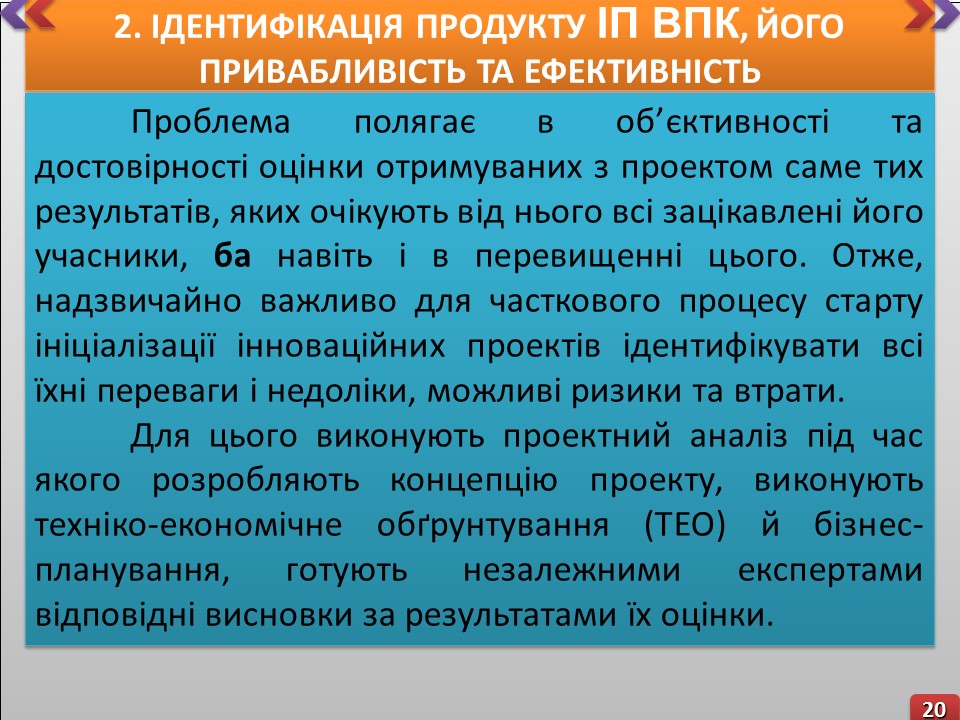 2. ІДЕНТИФІКАЦІЯ ПРОДУКТУ ІП ВПК, ЙОГО
ПРИВАБЛИВІСТЬ ТА ЕФЕКТИВНІСТЬ
Проблема полягає в об’єктивності та
достовірності оцінки отримуваних з проектом саме тих
результатів, яких очікують від нього всі зацікавлені його
учасники, ба навіть і в перевищенні цього. Отже,
надзвичайно важливо для часткового процесу старту
ініціалізації інноваційних проектів ідентифікувати всі
їхні переваги і недоліки, можливі ризики та втрати.
Для цього виконують проектний аналіз під час
якого розробляють концепцію проекту, виконують
техніко-економічне обґрунтування (ТЕО) й бізнес-
планування, готують незалежними експертами
відповідні висновки за результатами їх оцінки.
20